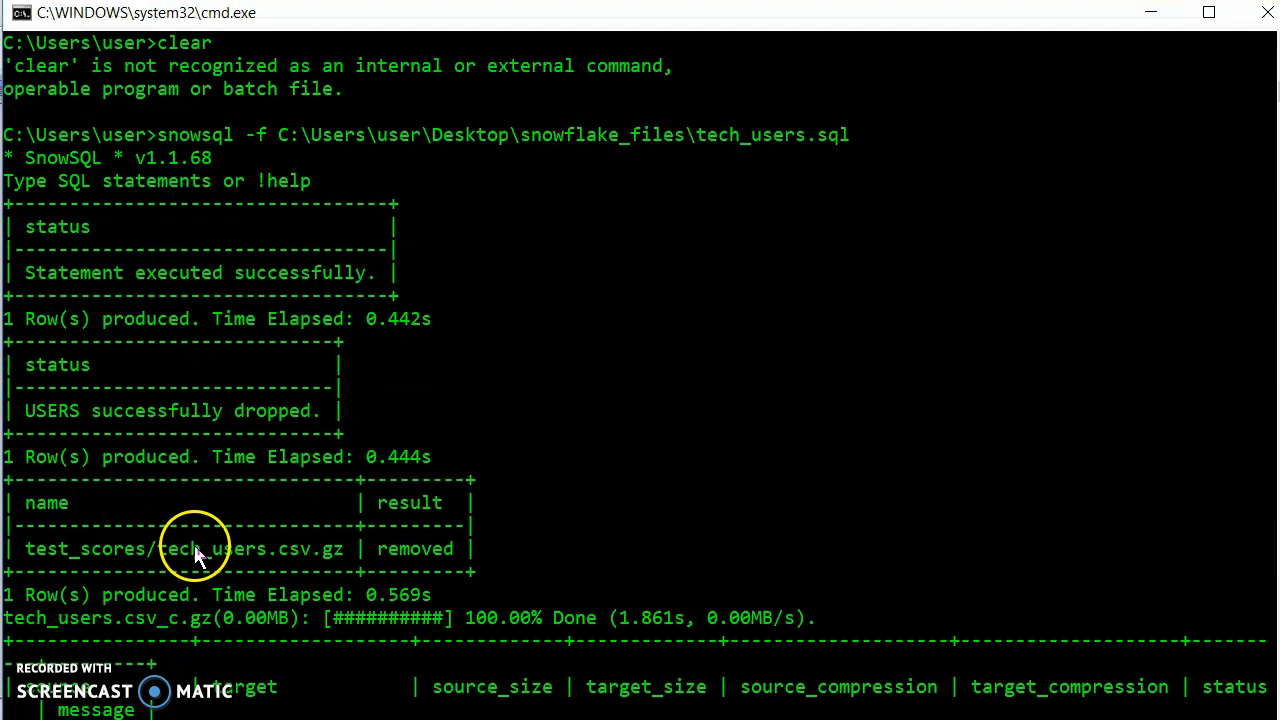 C:\WINDOWS\system32\cmd.exe
C:\Users\user>clear
'clear' is not recognized as an internal or external command,
operable program or batch file.
C:\Users\user>snowsql -f C:\Users\user\Desktop\snowflake_files\tech_users.sql
* SnowSQL * v1.1.68
Type SQL statements or !help
+----------------------------------+
| status                           |
|----------------------------------|
| Statement executed successfully. |
+----------------------------------+
1 Row(s) produced. Time Elapsed: 0.442s
+-----------------------------+
| status                      |
|-----------------------------|
| USERS successfully dropped. |
+-----------------------------+
1 Row(s) produced. Time Elapsed: 0.444s
+--------------------------------+---------+
| name                           | result  |
|--------------------------------+---------|
| test_scores/tech_users.csv.gz | removed |
+--------------------------------+---------+
1 Row(s) produced. Time Elapsed: 0.569s
tech_users.csv_c.gz(0.00MB): [##########] 100.00% Done (1.861s, 0.00MB/s).
| source | target | source_size | target_size | source_compression | target_compression | status
| message |
RECORDED WITH
SCREENCAST MATIC